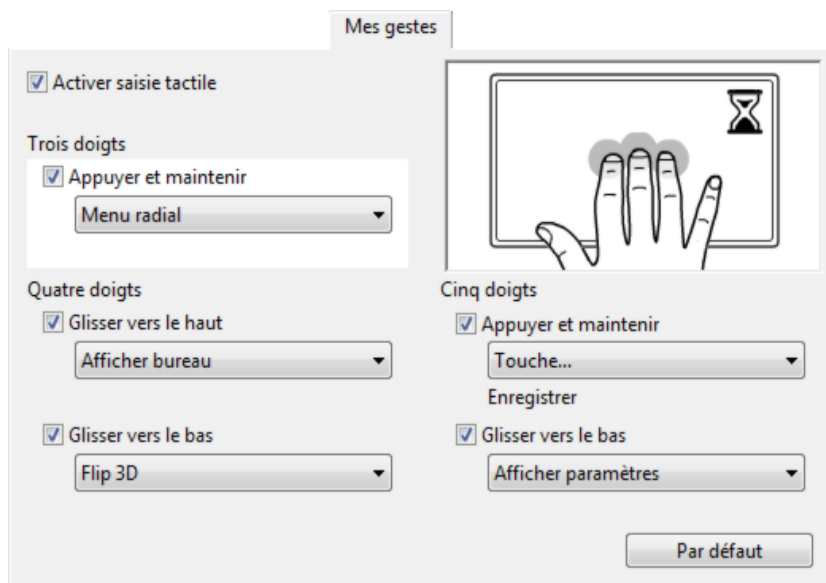 Mes gestes
Activer saisie tactile
Trois doigts
Appuyer et maintenir
Menu radial
Quatre doigts
Glisser vers le haut
Afficher bureau
Glisser vers le bas
Flip 3D
Cinq doigts
Appuyer et maintenir
Touche...
Enregistrer
Glisser vers le bas
Afficher paramètres
Par défaut